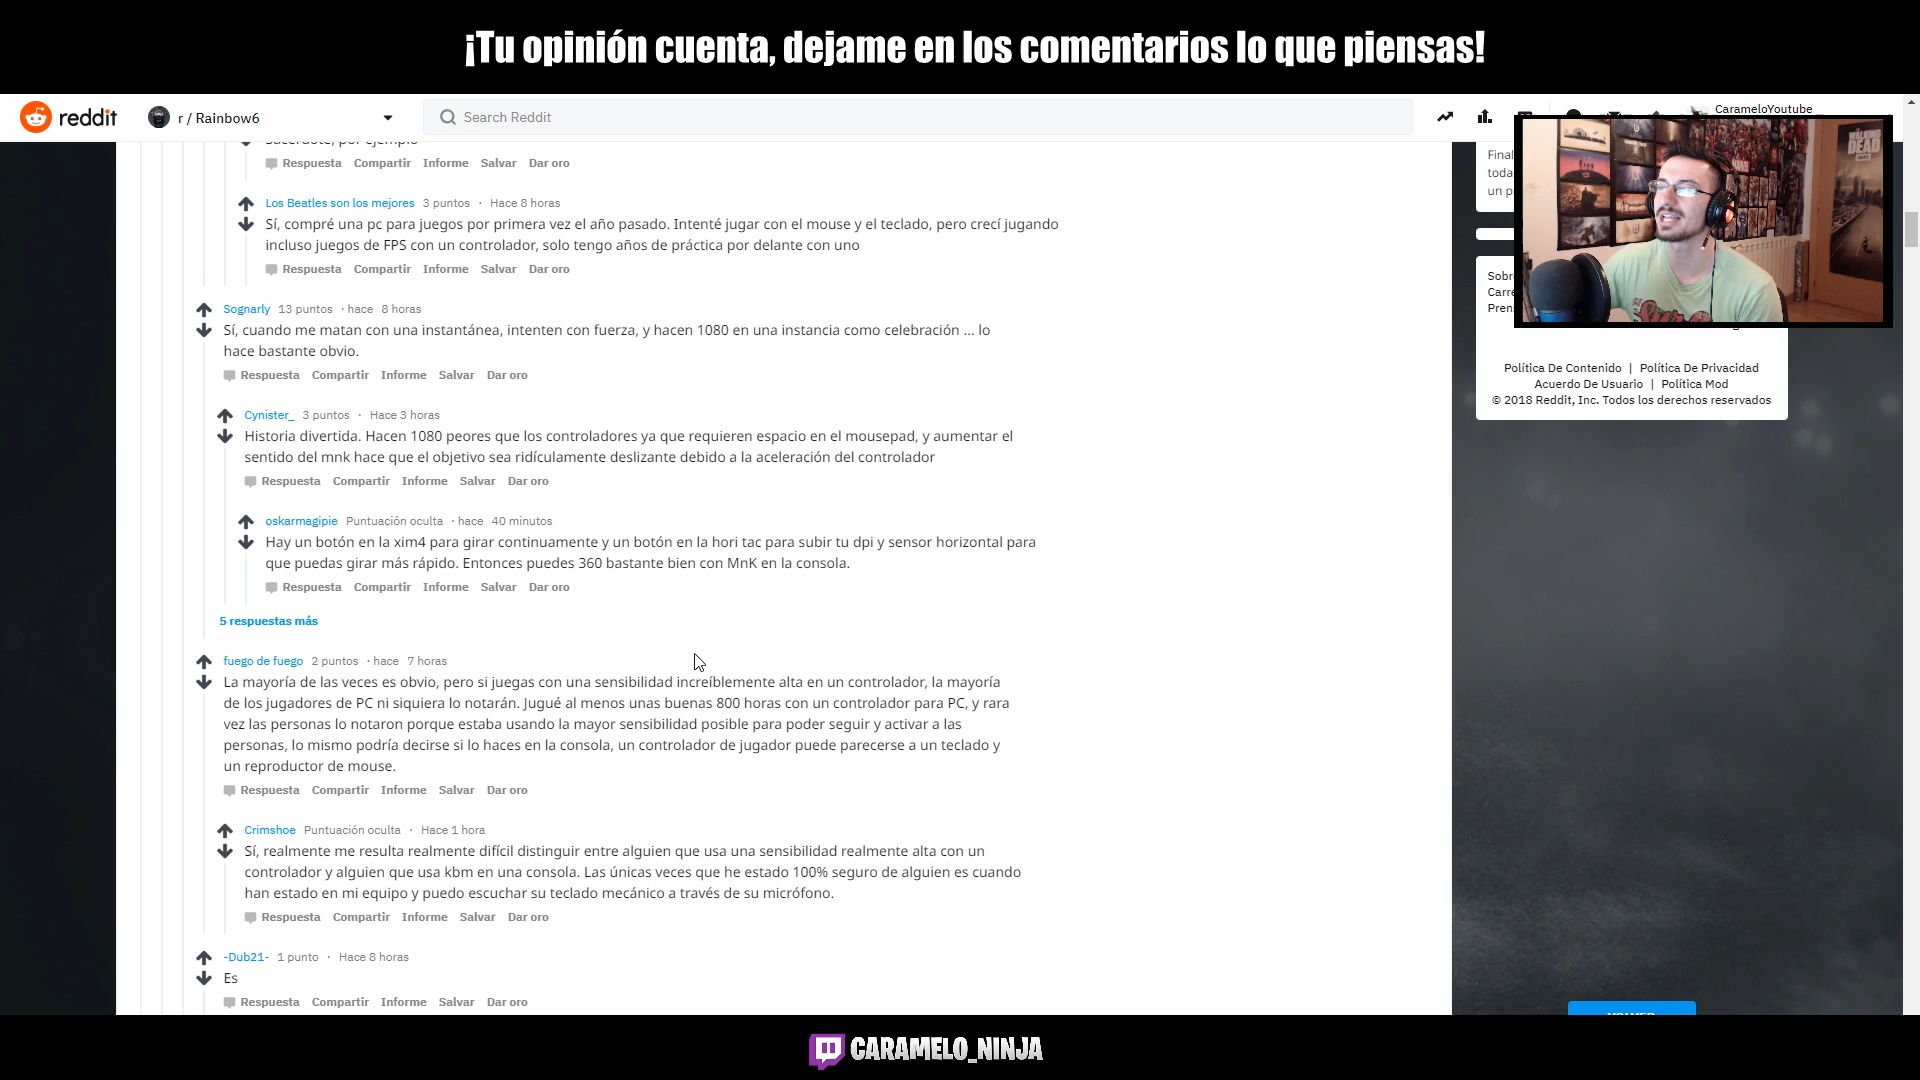 ¡Tu opinión cuenta, dejame en los comentarios lo que piensas!
reddit
r / Rainbow6
Search Reddit
CarameloYoutube
Respuesta Compartir Informe Salvar Dar oro
Los Beatles son los mejores 3 puntos · Hace 8 horas
Sí, compré una pc para juegos por primera vez el año pasado. Intenté jugar con el mouse y el teclado, pero crecí jugando
incluso juegos de FPS con un controlador, solo tengo años de práctica por delante con uno
Respuesta Compartir Informe Salvar Dar oro
Sognarly 13 puntos · hace 8 horas
Sí, cuando me matan con una instantánea, intenten con fuerza, y hacen 1080 en una instancia como celebración ... lo
hace bastante obvio.
Respuesta Compartir Informe Salvar Dar oro
Cynister_ 3 puntos · Hace 3 horas
Historia divertida. Hacen 1080 peores que los controladores ya que requieren espacio en el mousepad, y aumentar el
sentido del mnk hace que el objetivo sea ridículamente deslizante debido a la aceleración del controlador
Respuesta Compartir Informe Salvar Dar oro
oskarmagipie Puntuación oculta · hace 40 minutos
Hay un botón en la xim4 para girar continuamente y un botón en la hori tac para subir tu dpi y sensor horizontal para
que puedas girar más rápido. Entonces puedes 360 bastante bien con MnK en la consola.
Respuesta Compartir Informe Salvar Dar oro
5 respuestas más
fuego de fuego 2 puntos · hace 7 horas
La mayoría de las veces es obvio, pero si juegas con una sensibilidad increíblemente alta en un controlador, la mayoría
de los jugadores de PC ni siquiera lo notarán. Jugué al menos unas buenas 800 horas con un controlador para PC, y rara
vez las personas lo notaron porque estaba usando la mayor sensibilidad posible para poder seguir y activar a las
personas, lo mismo podría decirse si lo haces en la consola, un controlador de jugador puede parecerse a un teclado y
un reproductor de mouse.
Respuesta Compartir Informe Salvar Dar oro
Crimshoe Puntuación oculta · Hace 1 hora
Sí, realmente me resulta realmente difícil distinguir entre alguien que usa una sensibilidad realmente alta con un
controlador y alguien que usa kbm en una consola. Las únicas veces que he estado 100% seguro de alguien es cuando
han estado en mi equipo y puedo escuchar su teclado mecánico a través de su micrófono.
Respuesta Compartir Informe Salvar Dar oro
-Dub21- 1 punto · Hace 8 horas
Es
Respuesta Compartir Informe Salvar Dar oro
Final
toda
un p
Sobr
Carre
Pren
WALKING
DEAD
Política De Contenido | Política De Privacidad
Acuerdo De Usuario | Política Mod
© 2018 Reddit, Inc. Todos los derechos reservados
CARAMELO_NINJA